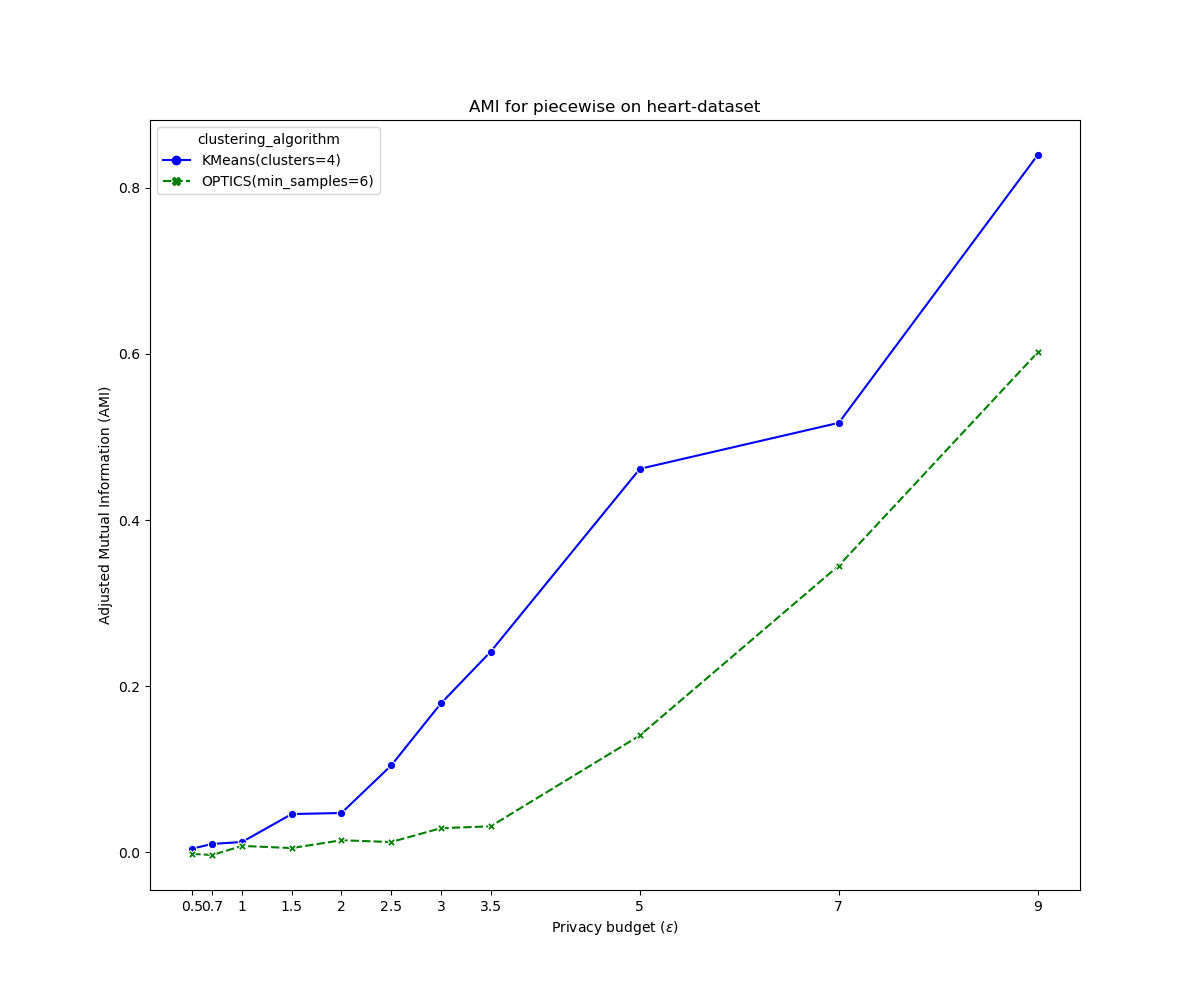 AMI for piecewise on heart-dataset
clustering_algorithm
KMeans(clusters=4)
OPTICS(min_samples=6)
Adjusted Mutual Information (AMI)
0.8
0.6
0.4
0.2
0.0
0.5 0.7 1 1.5 2 2.5 3 3.5 5 7 9
Privacy budget (ε)